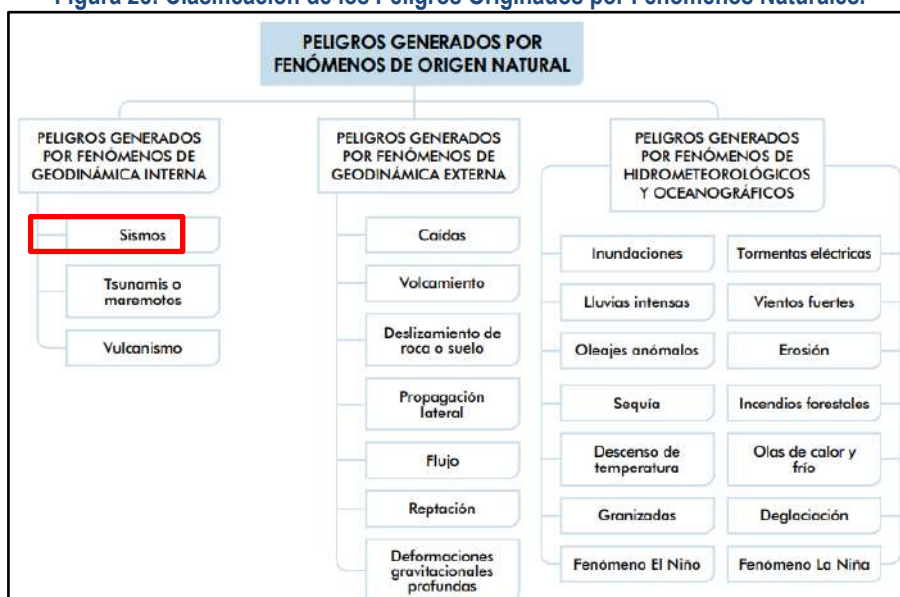 Figura 20. Clasificación de los Peligros Originados por Fenómenos Naturales.
PELIGROS GENERADOS POR
FENÓMENOS DE ORIGEN NATURAL
PELIGROS GENERADOS
POR FENÓMENOS DE
GEODINÁMICA INTERNA
Sismos
Tsunamis o
maremotos
Vulcanismo
PELIGROS GENERADOS
POR FENÓMENOS DE
GEODINÁMICA EXTERNA
Caídas
Volcamiento
Deslizamiento de
roca o suelo
Propagación
lateral
Flujo
Reptación
Deformaciones
gravitacionales
profundas
PELIGROS GENERADOS
POR FENÓMENOS DE
HIDROMETEOROLÓGICOS
Y OCEANOGRÁFICOS
Inundaciones
Tormentas eléctricas
Lluvias intensas
Vientos fuertes
Oleajes anómalos
Erosión
Sequía
Incendios forestales
Descenso de
temperatura
Olas de calor y
frío
Granizadas
Deglaciación
Fenómeno El Niño
Fenómeno La Niña